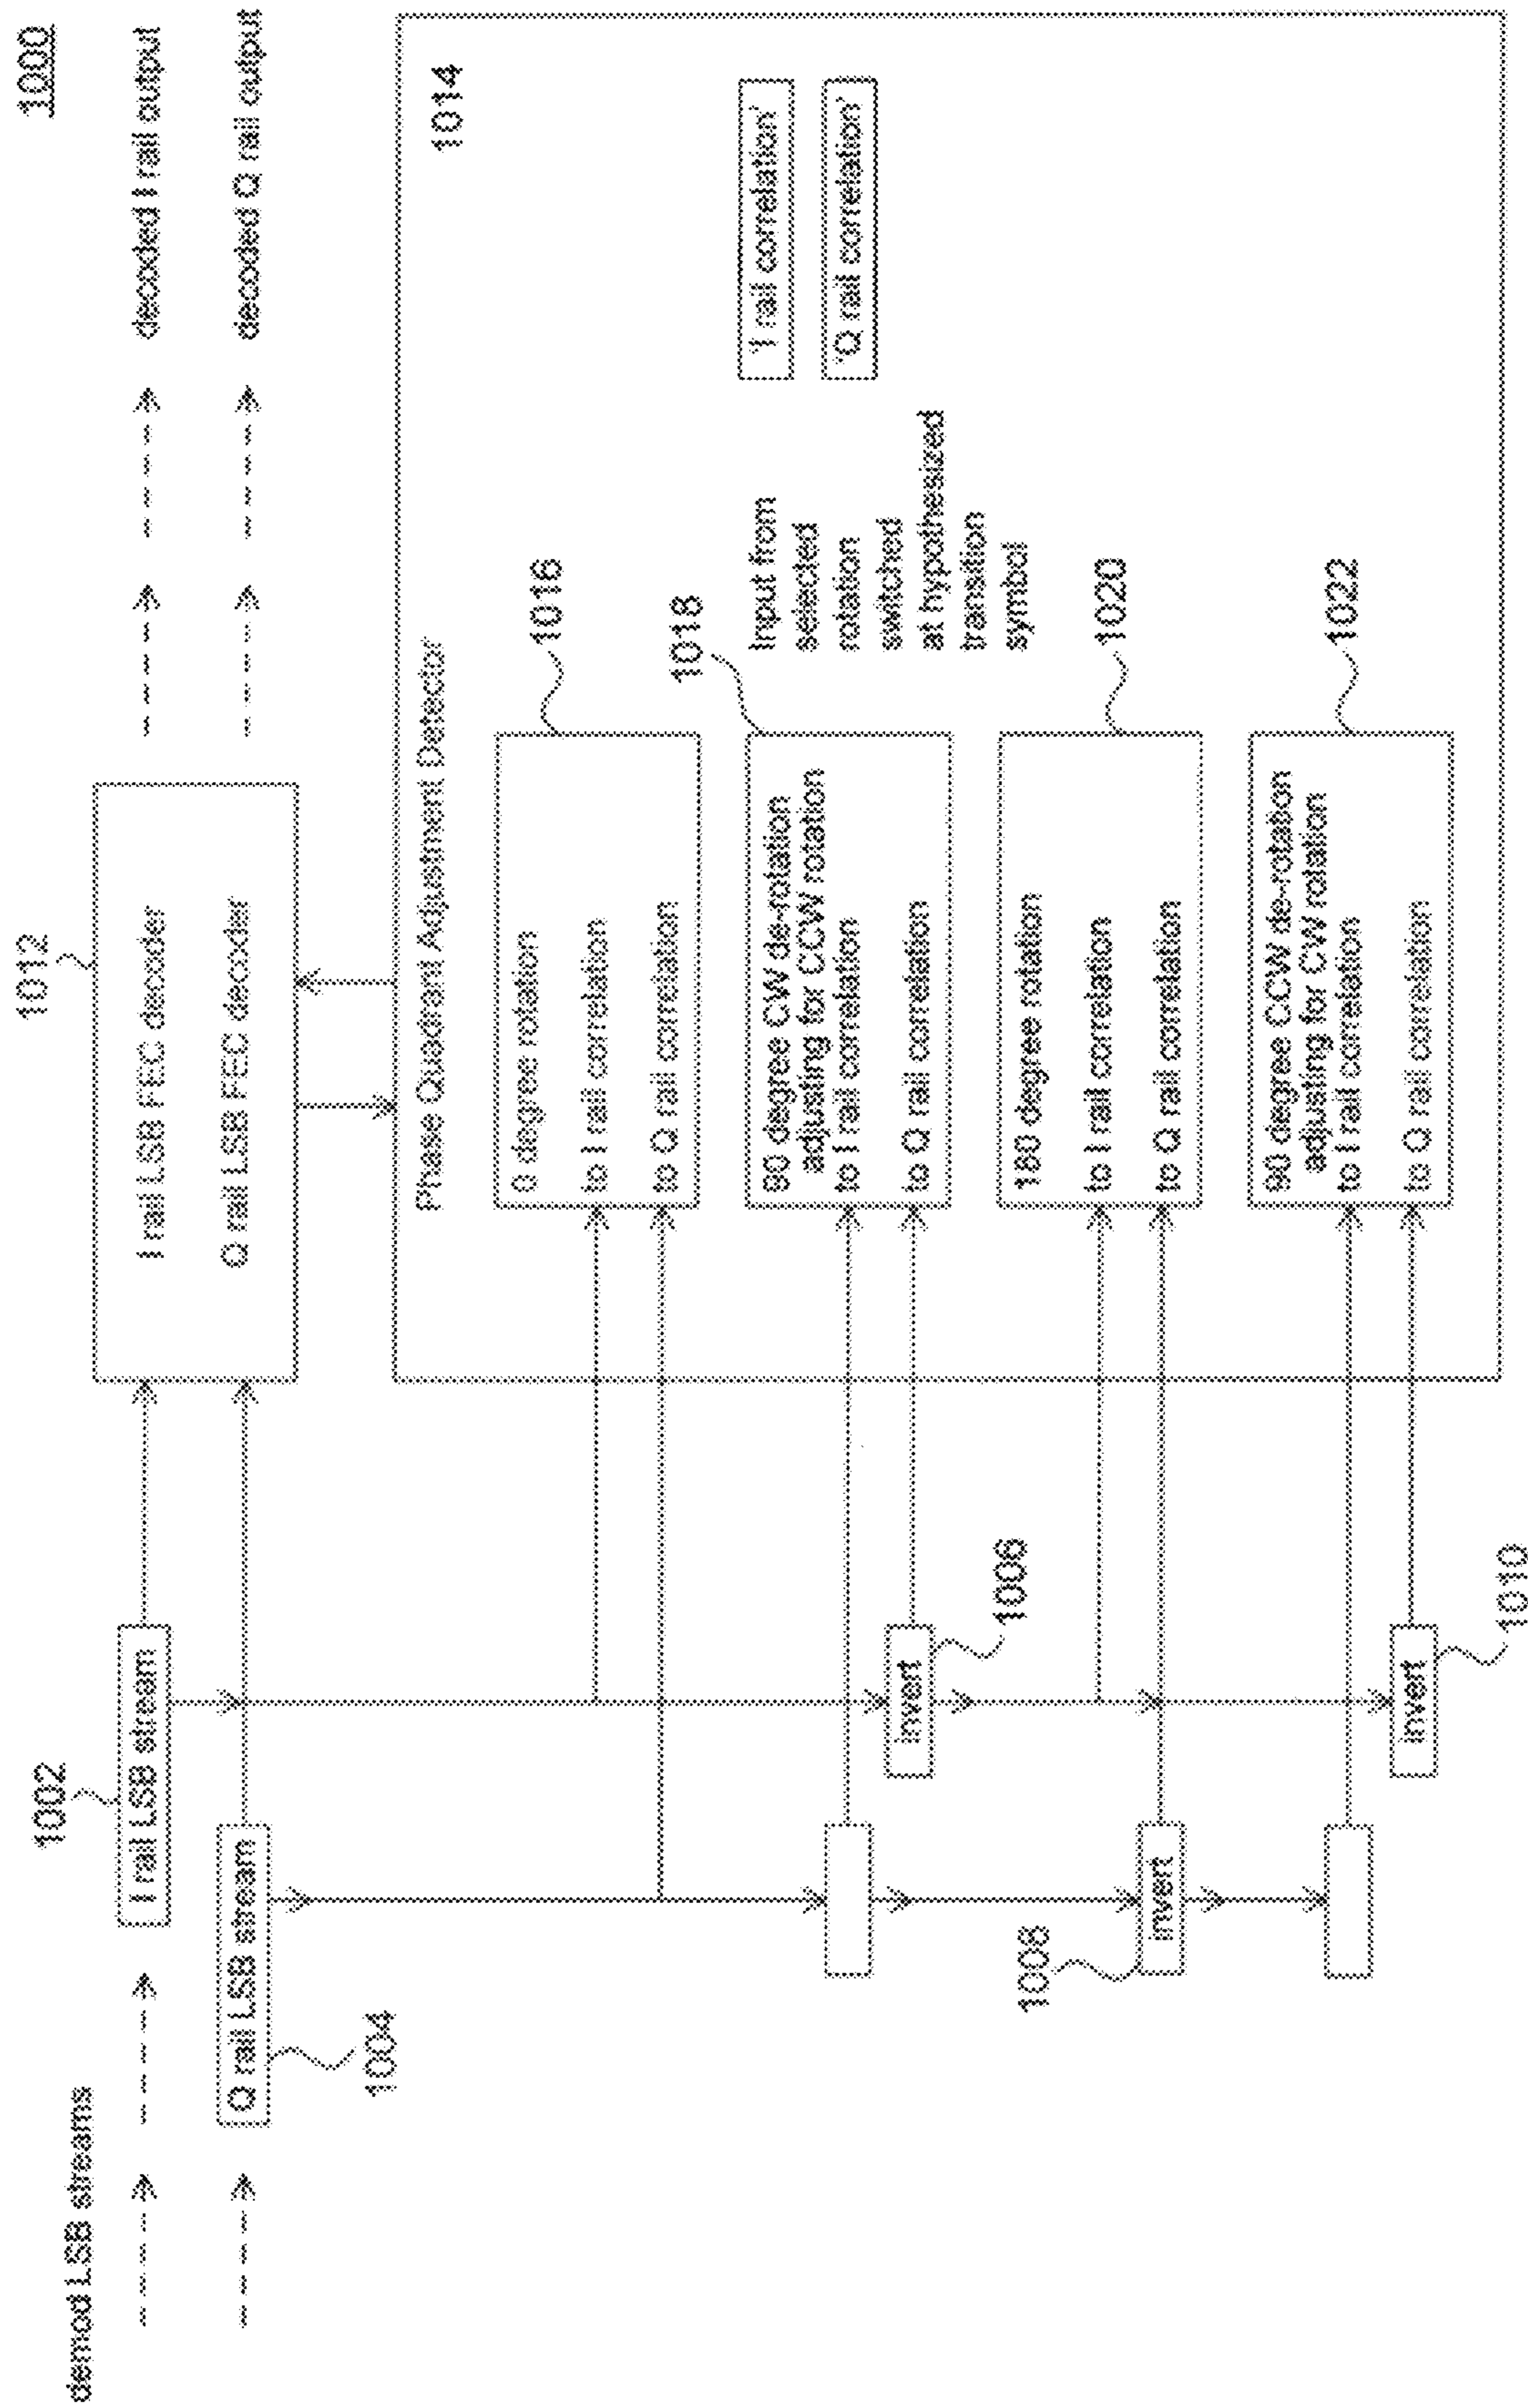 1000
demod LSB streams
1002
I rail LSB stream
Q rail LSB stream
1004
1012
I rail LSB FEC decoder
Q rail LSB FEC decoder
decoded I rail output
decoded Q rail output
Phase Quadrant Adjustment Detector
1014
0 degree rotation
to I rail correlation
to Q rail correlation
1016
90 degree CW de-rotation
adjusting for CCW rotation
to I rail correlation
to Q rail correlation
1018
Input from
selected
rotation
switched
at hypothesized
transition
symbol
'I rail correlation'
'Q rail correlation'
invert
1006
180 degree rotation
to I rail correlation
to Q rail correlation
1020
1008
invert
90 degree CCW de-rotation
adjusting for CW rotation
to I rail correlation
to Q rail correlation
1022
invert
1010